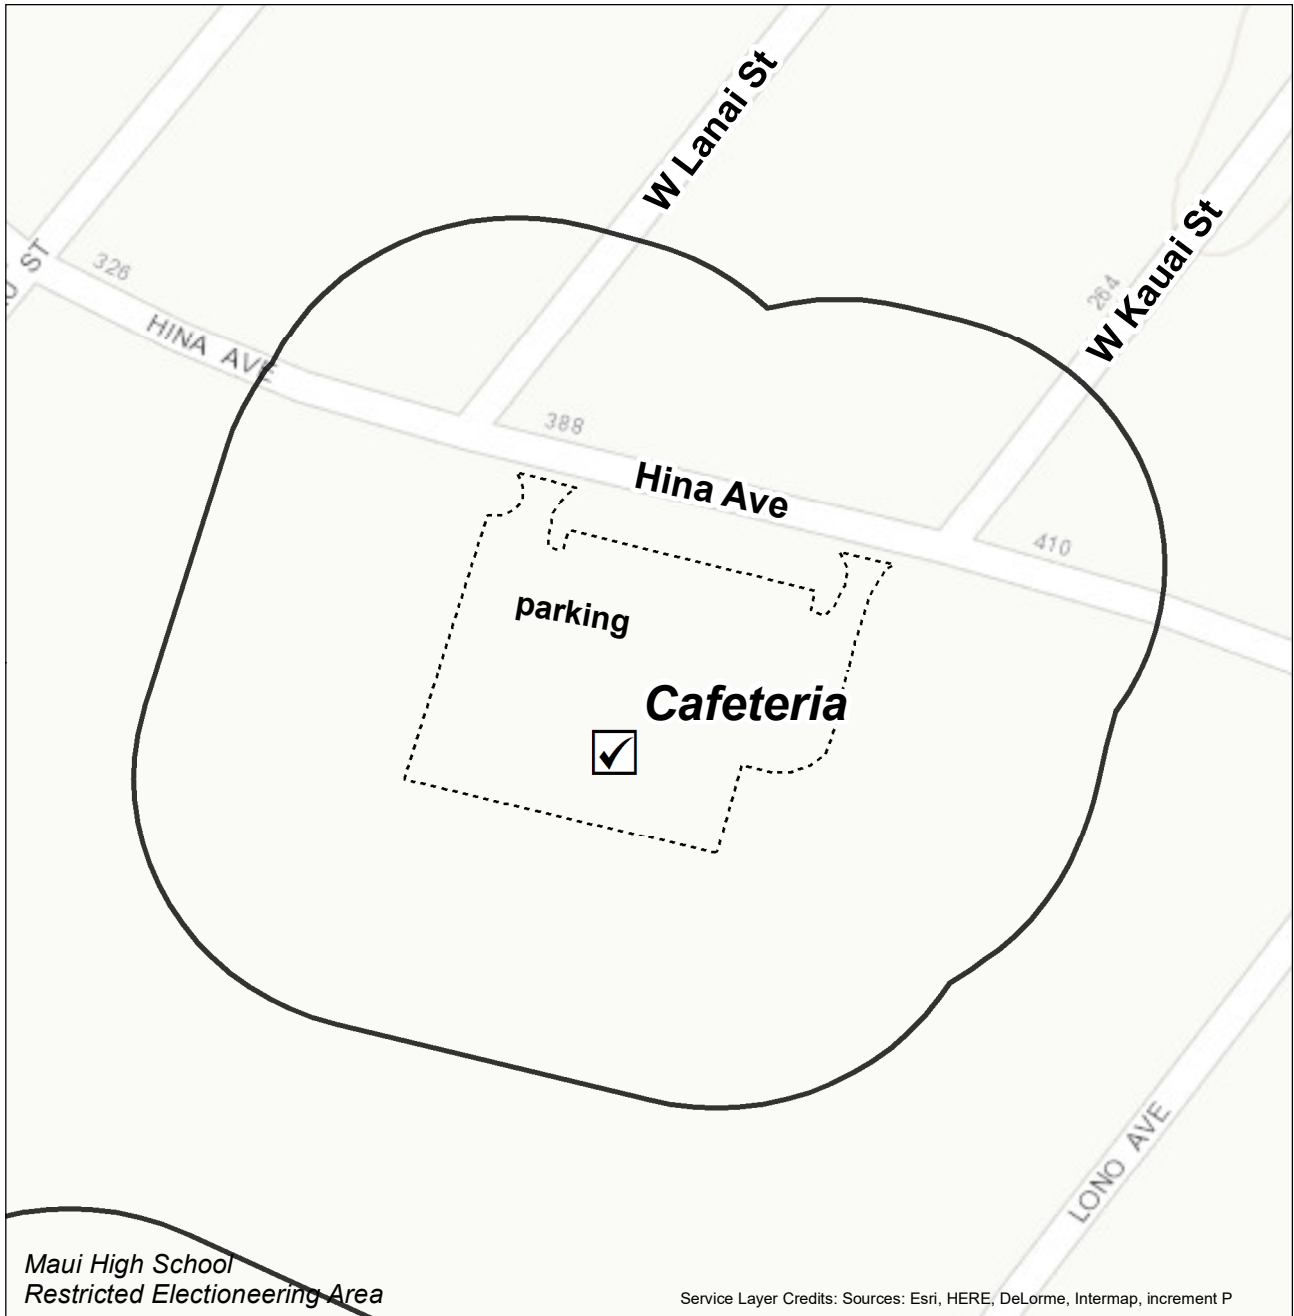 W Lanai St
W Kauai St
ST
326
264
HINA AVE
388
Hina Ave
410
parking
Cafeteria
LONO AVE
Maui High School
Restricted Electioneering Area
Service Layer Credits: Sources: Esri, HERE, DeLorme, Intermap, increment P